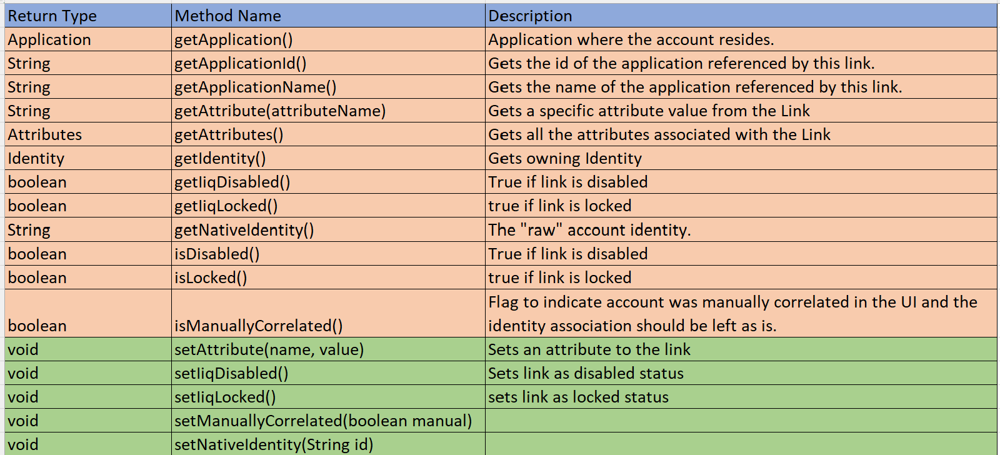 Return Type Method Name Description
Application getApplication() Application where the account resides.
String getApplicationId() Gets the id of the application referenced by this link.
String getApplicationName() Gets the name of the application referenced by this link.
String getAttribute(attributeName) Gets a specific attribute value from the Link
Attributes getAttributes() Gets all the attributes associated with the Link
Identity getIdentity() Gets owning Identity
boolean getIiqDisabled() True if link is disabled
boolean getIiqLocked() true if link is locked
String getNativeIdentity() The "raw" account identity.
boolean isDisabled() True if link is disabled
boolean isLocked() true if link is locked
Flag to indicate account was manually correlated in the UI and the
boolean isManuallyCorrelated() identity association should be left as is.
void setAttribute(name, value) Sets an attribute to the link
void setIiqDisabled() Sets link as disabled status
void setIiqLocked() sets link as locked status
void setManuallyCorrelated(boolean manual)
void setNativeIdentity(String id)